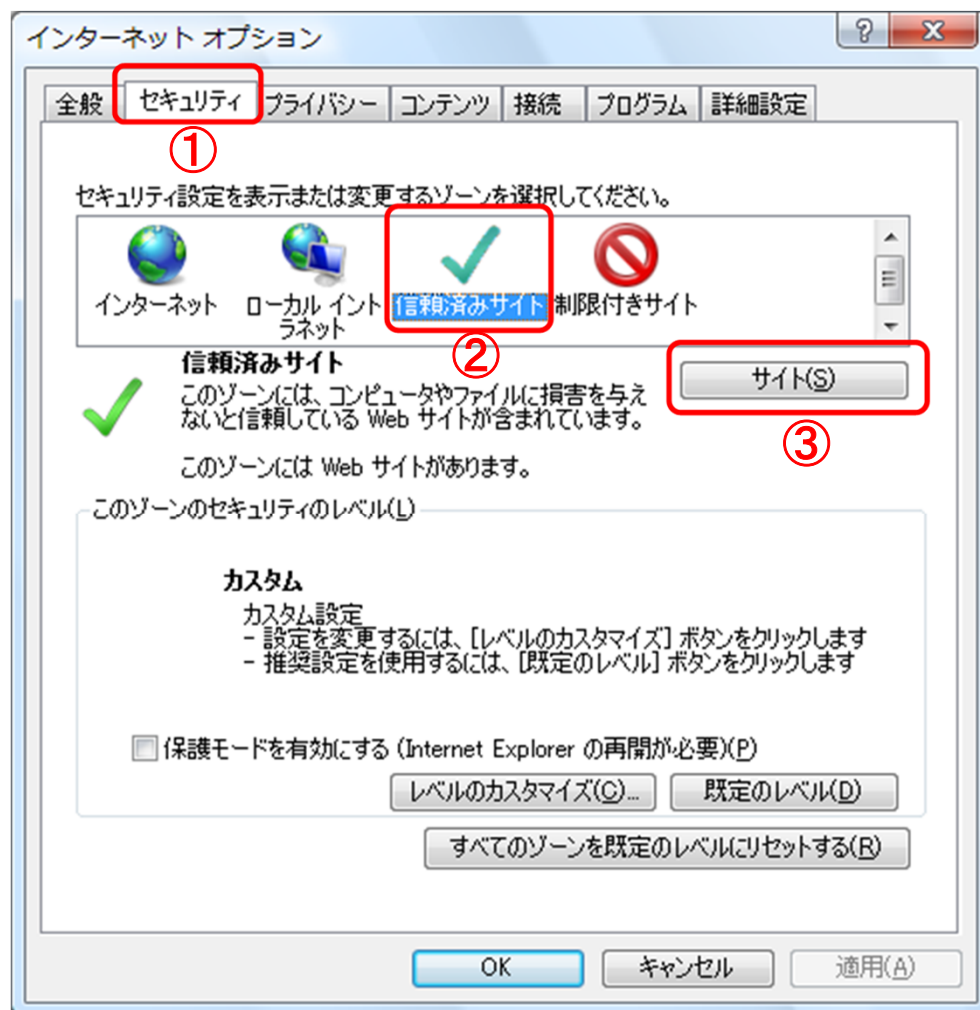 インターネット オプション
全般 セキュリティ プライバシー コンテンツ 接続 プログラム 詳細設定
①
セキュリティ設定を表示または変更するゾーンを選択してください。
インターネット ローカル イント 信頼済みサイト 制限付きサイト
ラネット
②
信頼済みサイト
サイト(S)
このゾーンには、コンピュータやファイルに損害を与え
ないと信頼している Web サイトが含まれています。
③
このゾーンには Web サイトがあります。
このゾーンのセキュリティのレベル(L)
カスタム
カスタム設定
- 設定を変更するには、[レベルのカスタマイズ] ボタンをクリックします
- 推奨設定を使用するには、[既定のレベル] ボタンをクリックします
保護モードを有効にする (Internet Explorer の再開が必要)(P)
レベルのカスタマイズ(C)... 既定のレベル(D)
すべてのゾーンを既定のレベルにリセットする(R)
OK キャンセル 適用(A)